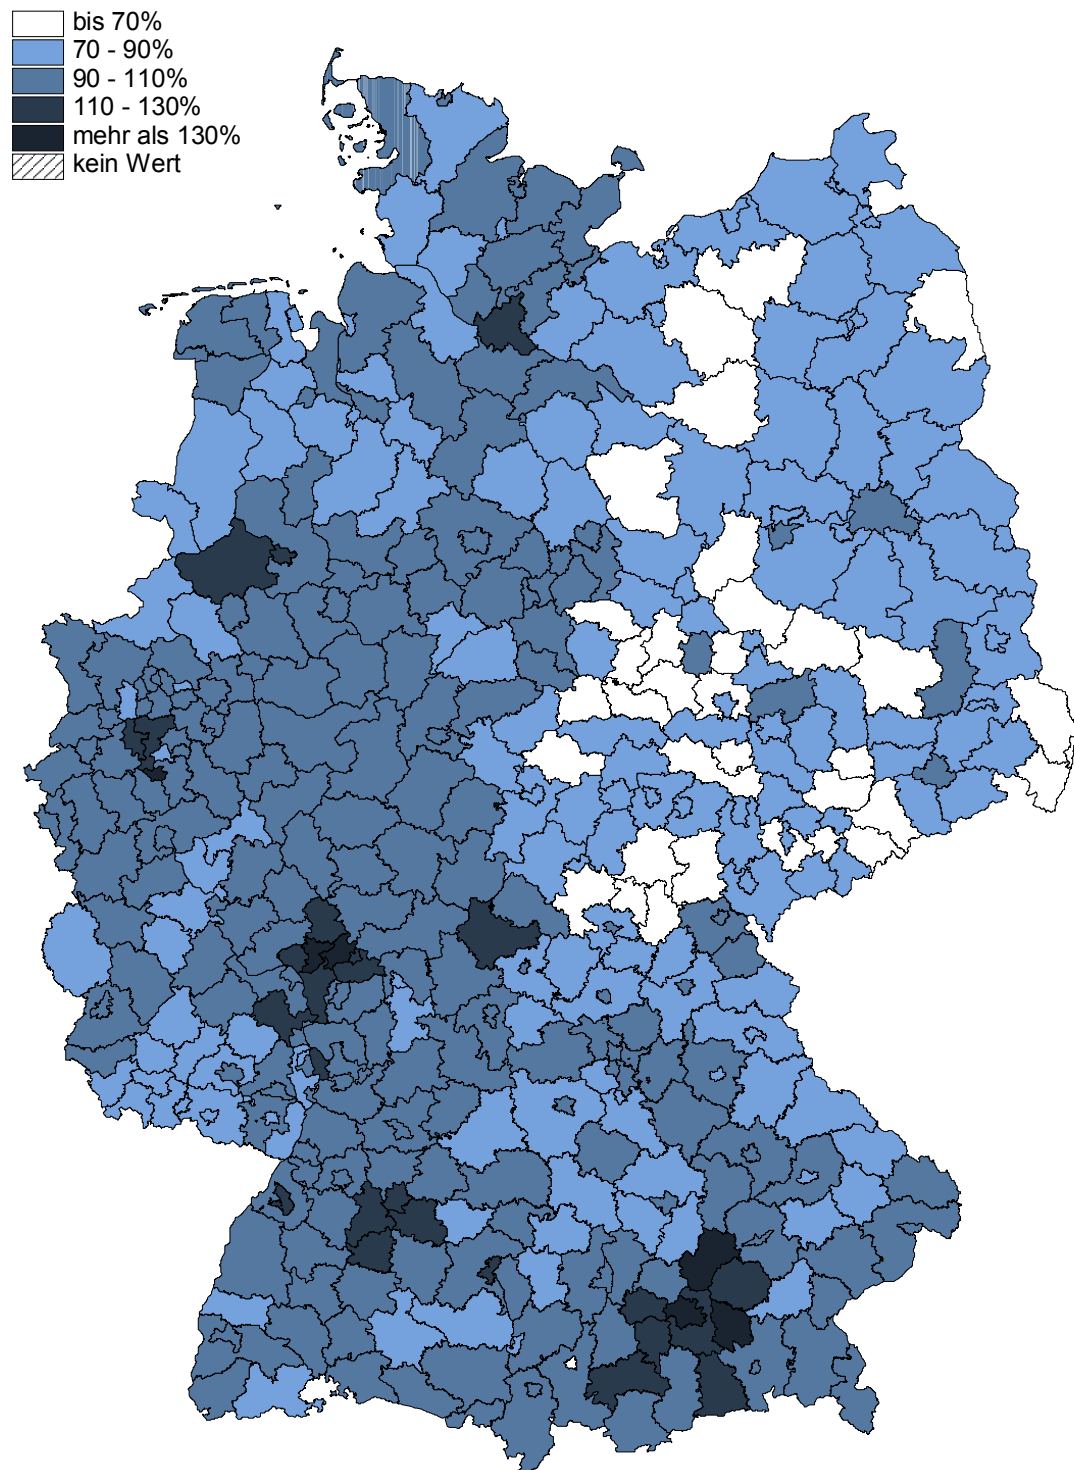 bis 70%
70 - 90%
90 - 110%
110 - 130%
mehr als 130%
kein Wert